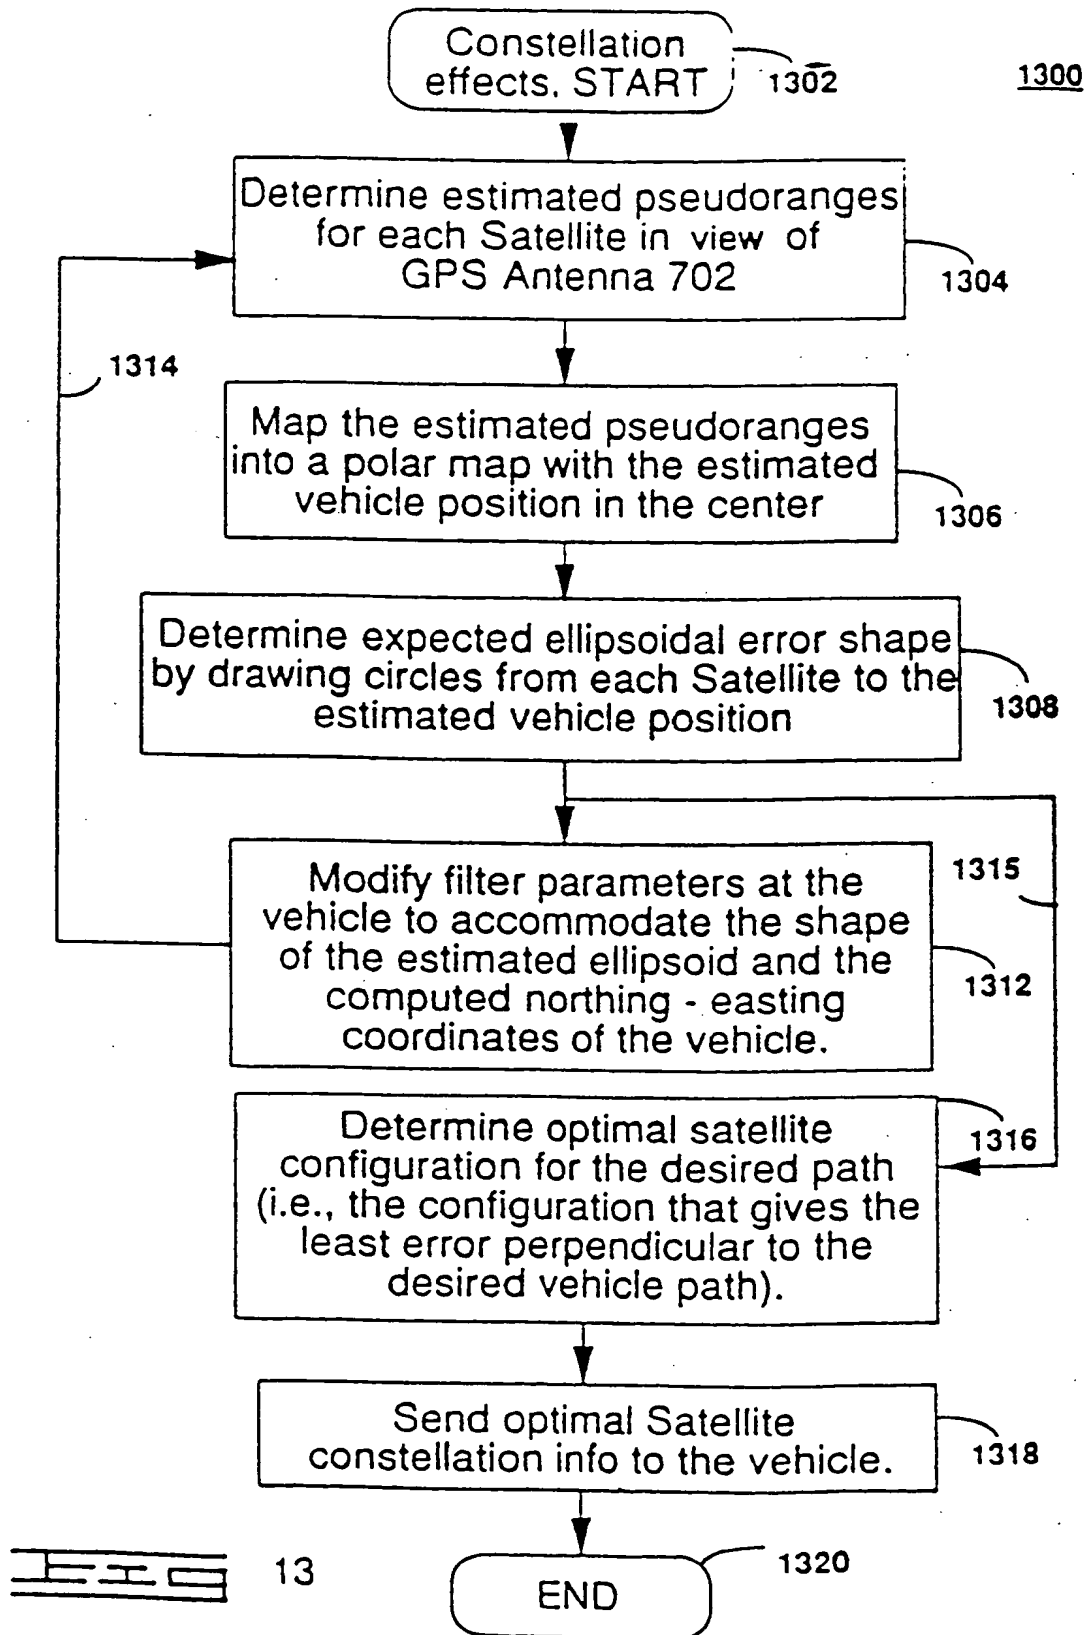 Constellation
effects, START
1302
1300
Determine estimated pseudoranges
for each Satellite in view of
GPS Antenna 702
1304
1314
Map the estimated pseudoranges
into a polar map with the estimated
vehicle position in the center
1306
Determine expected ellipsoidal error shape
by drawing circles from each Satellite to the
estimated vehicle position
1308
1315
Modify filter parameters at the
vehicle to accommodate the shape
of the estimated ellipsoid and the
computed northing - easting
coordinates of the vehicle.
1312
1316
Determine optimal satellite
configuration for the desired path
(i.e., the configuration that gives the
least error perpendicular to the
desired vehicle path).
Send optimal Satellite
constellation info to the vehicle.
1318
FIG 13
END
1320